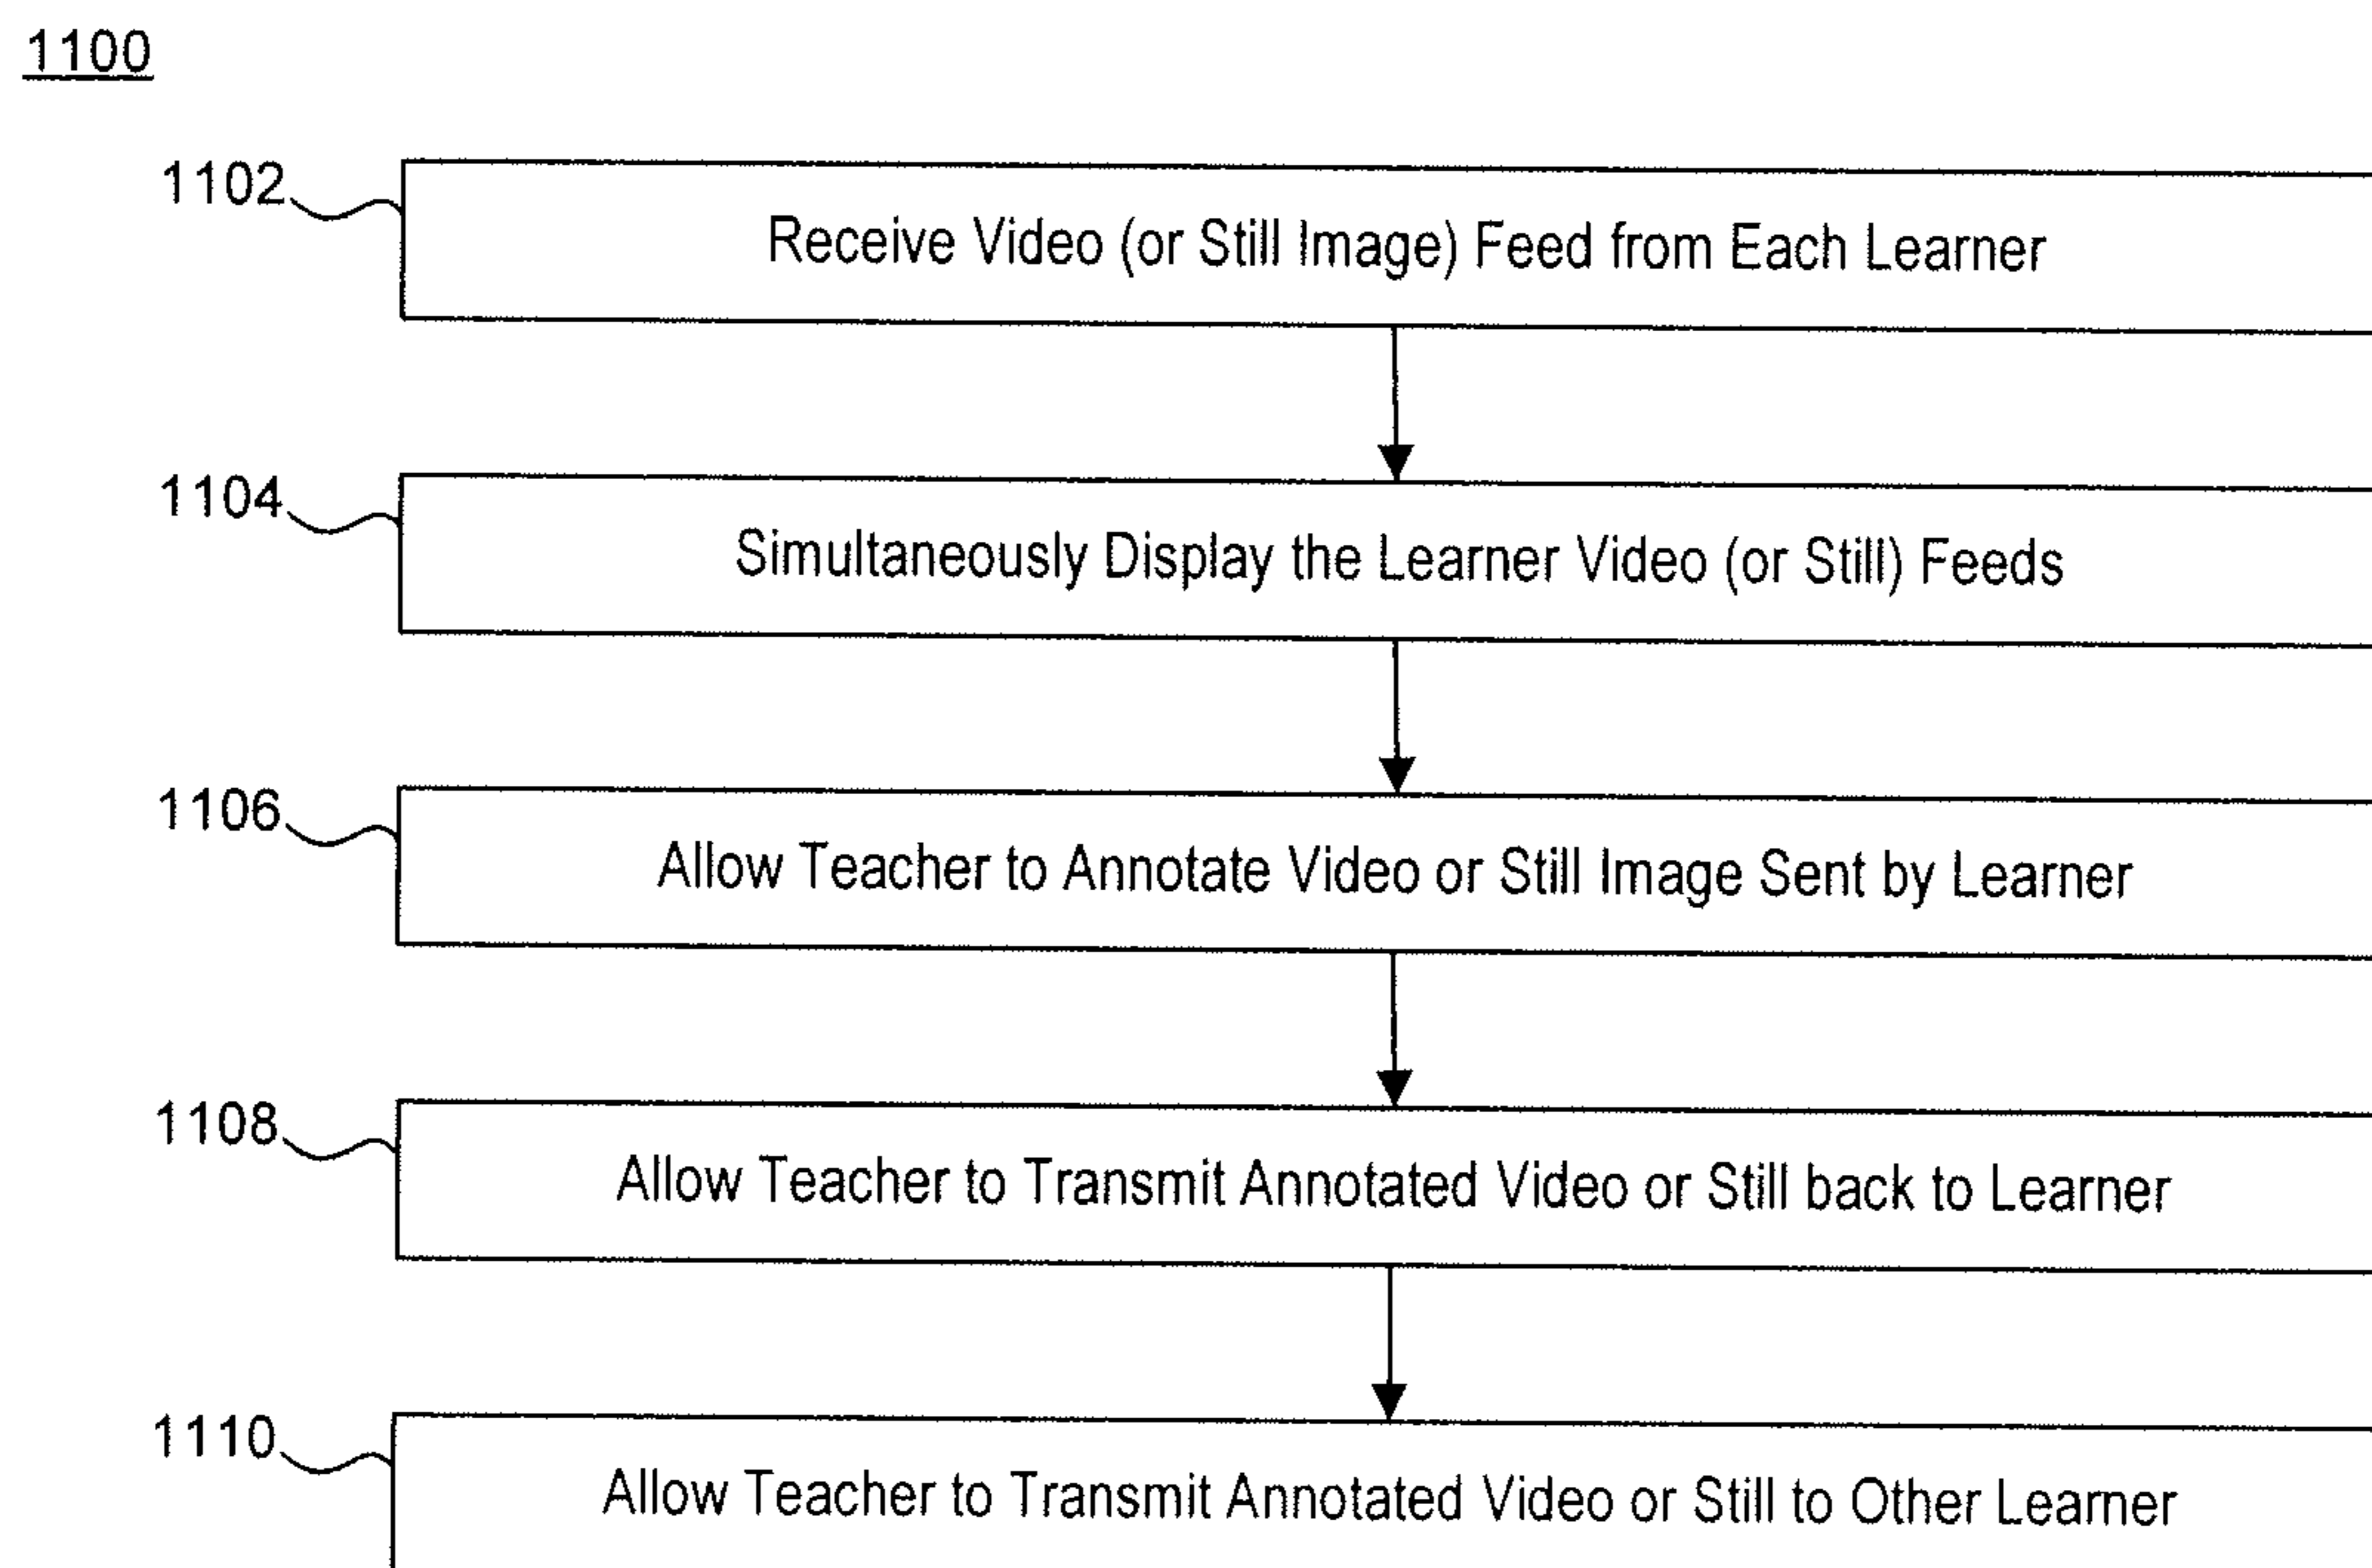 1100
1102
Receive Video (or Still Image) Feed from Each Learner
1104
Simultaneously Display the Learner Video (or Still) Feeds
1106
Allow Teacher to Annotate Video or Still Image Sent by Learner
1108
Allow Teacher to Transmit Annotated Video or Still back to Learner
1110
Allow Teacher to Transmit Annotated Video or Still to Other Learner